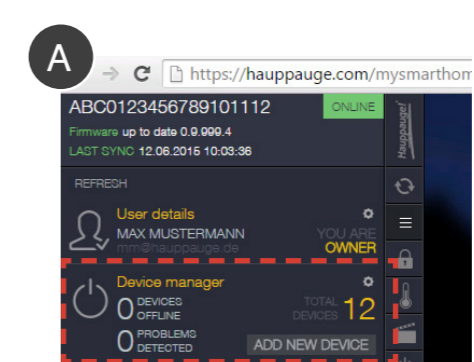 A
https://hauppauge.com/mysmarthom
ABC0123456789101112
ONLINE
Firmware up to date 0.9.999.4
LAST SYNC 12.06.2015 10:03:36
Hauppauge!
REFRESH
User details
MAX MUSTERMANN
mm@hauppauge.de
YOU ARE
OWNER
Device manager
0 DEVICES
OFFLINE
TOTAL
DEVICES 12
0 PROBLEMS
DETECTED
ADD NEW DEVICE